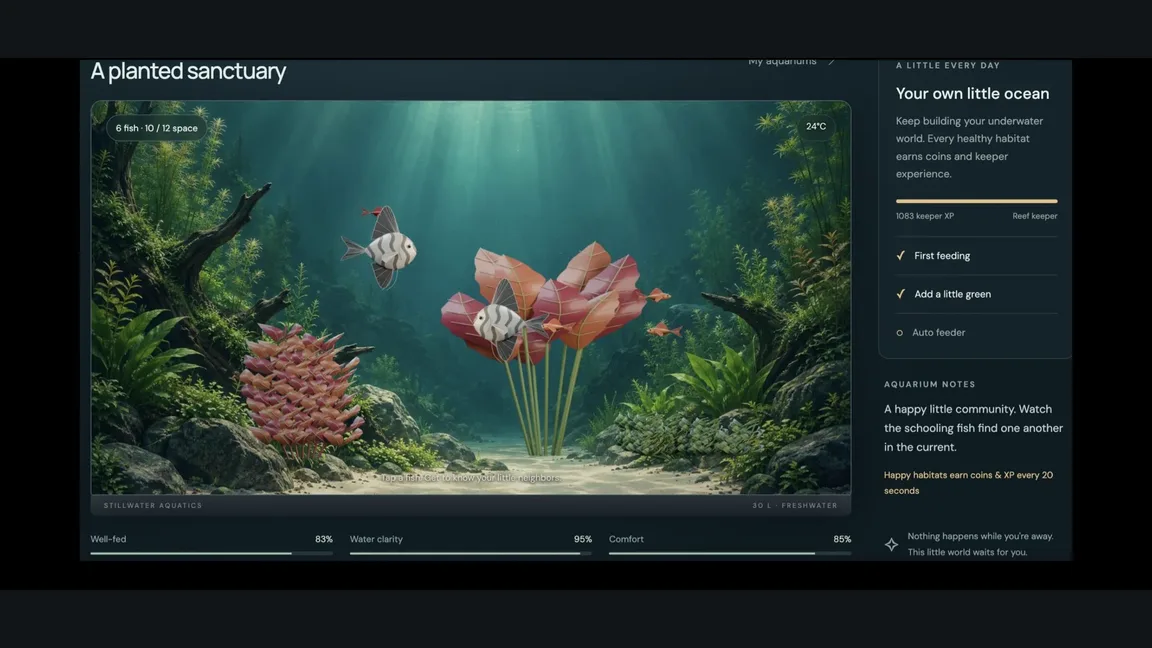 A planted sanctuary
My aquariums
6 fish · 10 / 12 space
24°C
Tap a fish. Get to know your little neighbors.
STILLWATER AQUATICS
30 L · FRESHWATER
Well-fed
83%
Water clarity
95%
Comfort
85%
A LITTLE EVERY DAY
Your own little ocean
Keep building your underwater
world. Every healthy habitat
earns coins and keeper
experience.
1083 keeper XP
Reef keeper
First feeding
Add a little green
Auto feeder
AQUARIUM NOTES
A happy little community. Watch
the schooling fish find one another
in the current.
Happy habitats earn coins & XP every 20
seconds
Nothing happens while you're away.
This little world waits for you.